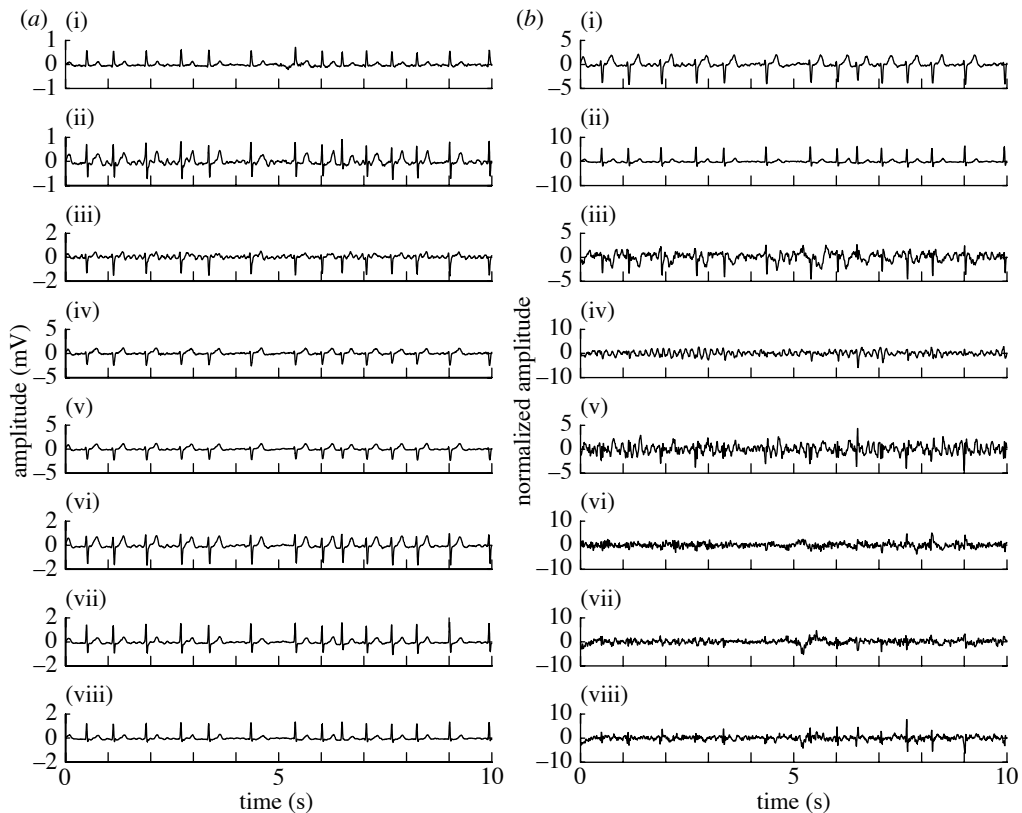 (a) (i)
1
0
–1
(ii)
1
0
–1
(iii)
2
0
–2
(iv)
5
0
–5
(v)
5
0
–5
(vi)
2
0
–2
(vii)
2
0
–2
(viii)
2
0
–2
0 5 10
time (s)
amplitude (mV)
(b) (i)
5
0
–5
(ii)
10
0
–10
(iii)
5
0
–5
(iv)
10
0
–10
(v)
5
0
–5
(vi)
10
0
–10
(vii)
10
0
–10
(viii)
10
0
–10
0 5 10
time (s)
normalized amplitude